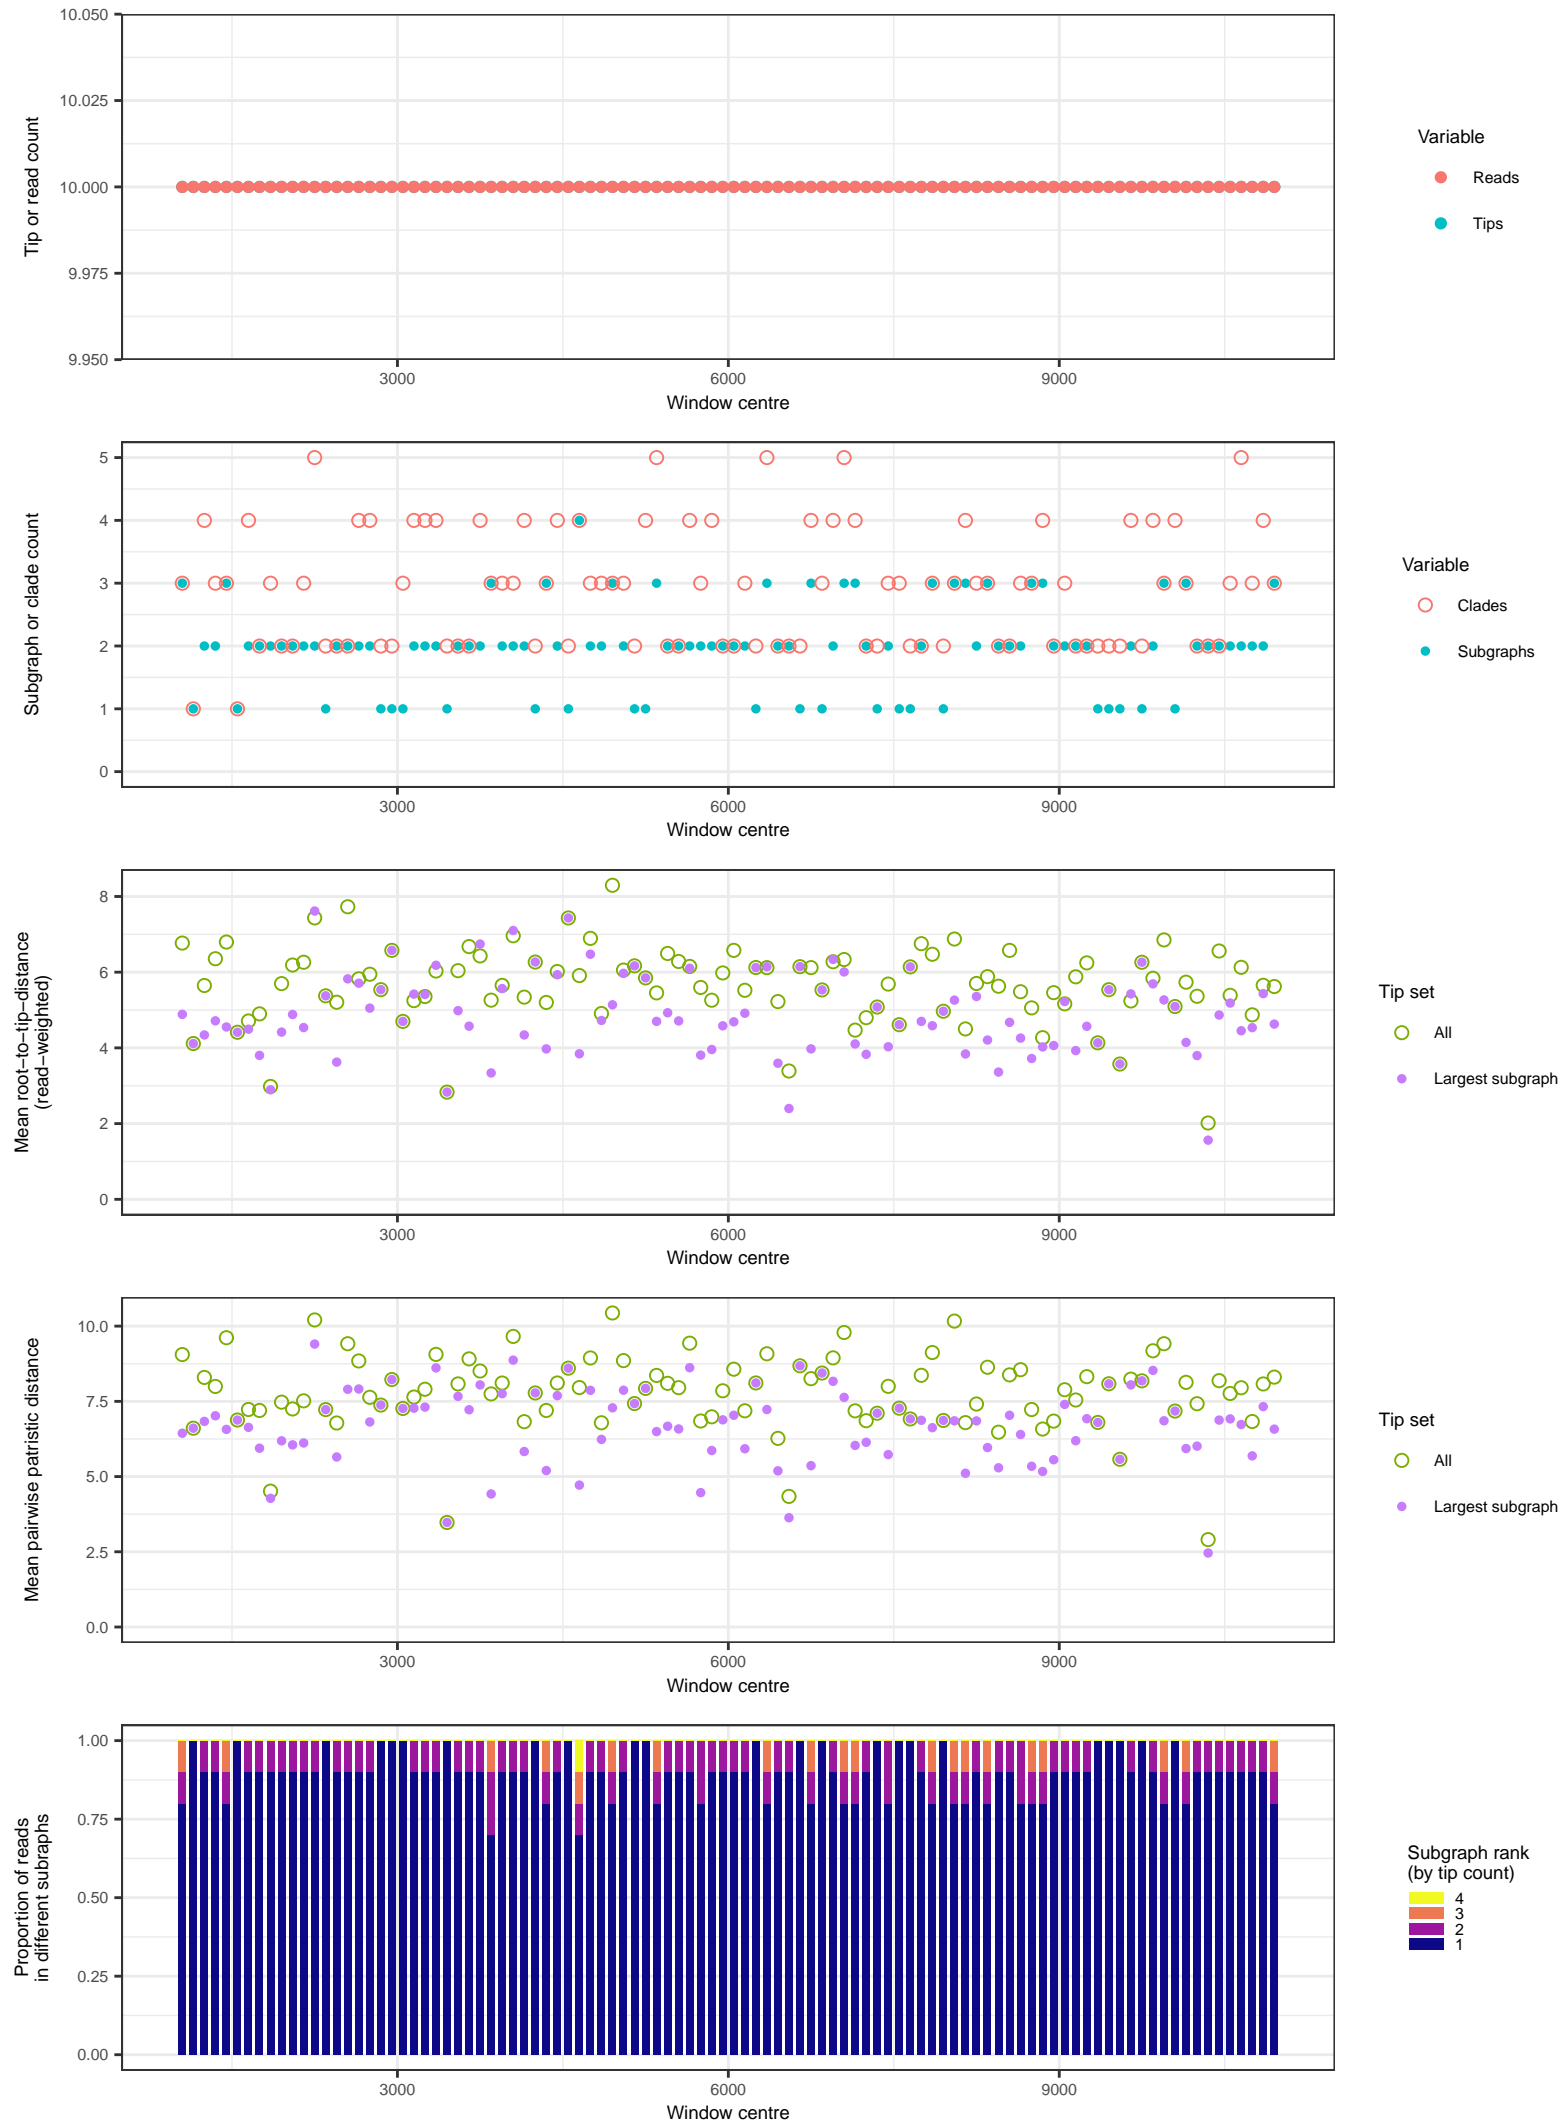 10.050
10.025
10.000
9.975
9.950
Tip or read count
3000
6000
9000
Window centre
Variable
Reads
Tips
5
4
3
2
1
0
Subgraph or clade count
3000
6000
9000
Window centre
Variable
Clades
Subgraphs
8
6
4
2
0
Mean root−to−tip−distance
(read−weighted)
3000
6000
9000
Window centre
Tip set
All
Largest subgraph
10.0
7.5
5.0
2.5
0.0
Mean pairwise patristic distance
3000
6000
9000
Window centre
Tip set
All
Largest subgraph
1.00
0.75
0.50
0.25
0.00
Proportion of reads
in different subraphs
3000
6000
9000
Window centre
Subgraph rank
(by tip count)
4
3
2
1